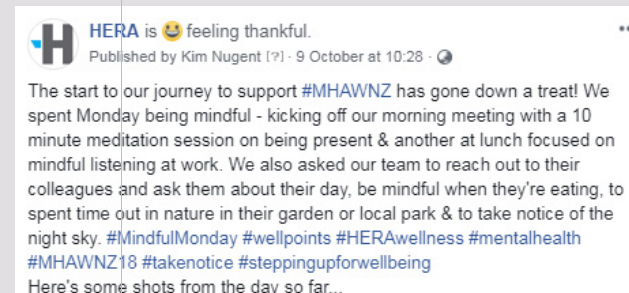 H
HERA is 😀 feeling thankful.
Published by Kim Nugent [?] · 9 October at 10:28 ·
The start to our journey to support #MHAWNZ has gone down a treat! We
spent Monday being mindful - kicking off our morning meeting with a 10
minute meditation session on being present & another at lunch focused on
mindful listening at work. We also asked our team to reach out to their
colleagues and ask them about their day, be mindful when they're eating, to
spent time out in nature in their garden or local park & to take notice of the
night sky. #MindfulMonday #wellpoints #HERAwellness #mentalhealth
#MHAWNZ18 #takenotice #steppingupforwellbeing
Here's some shots from the day so far...